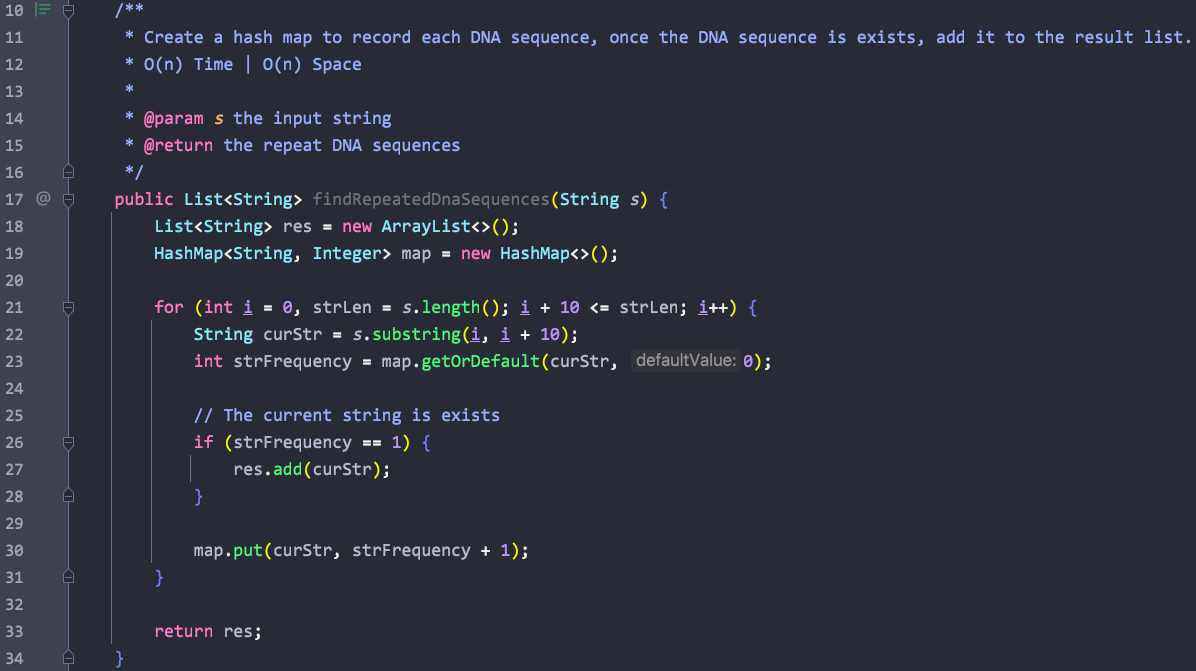 10 /**
11 * Create a hash map to record each DNA sequence, once the DNA sequence is exists, add it to the result list.
12 * O(n) Time | O(n) Space
13 *
14 * @param s the input string
15 * @return the repeat DNA sequences
16 */
17 @ public List<String> findRepeatedDnaSequences(String s) {
18 List<String> res = new ArrayList<>();
19 HashMap<String, Integer> map = new HashMap<>();
20
21 for (int i = 0, strLen = s.length(); i + 10 <= strLen; i++) {
22 String curStr = s.substring(i, i + 10);
23 int strFrequency = map.getOrDefault(curStr, defaultValue: 0);
24
25 // The current string is exists
26 if (strFrequency == 1) {
27 res.add(curStr);
28 }
29
30 map.put(curStr, strFrequency + 1);
31 }
32
33 return res;
34 }